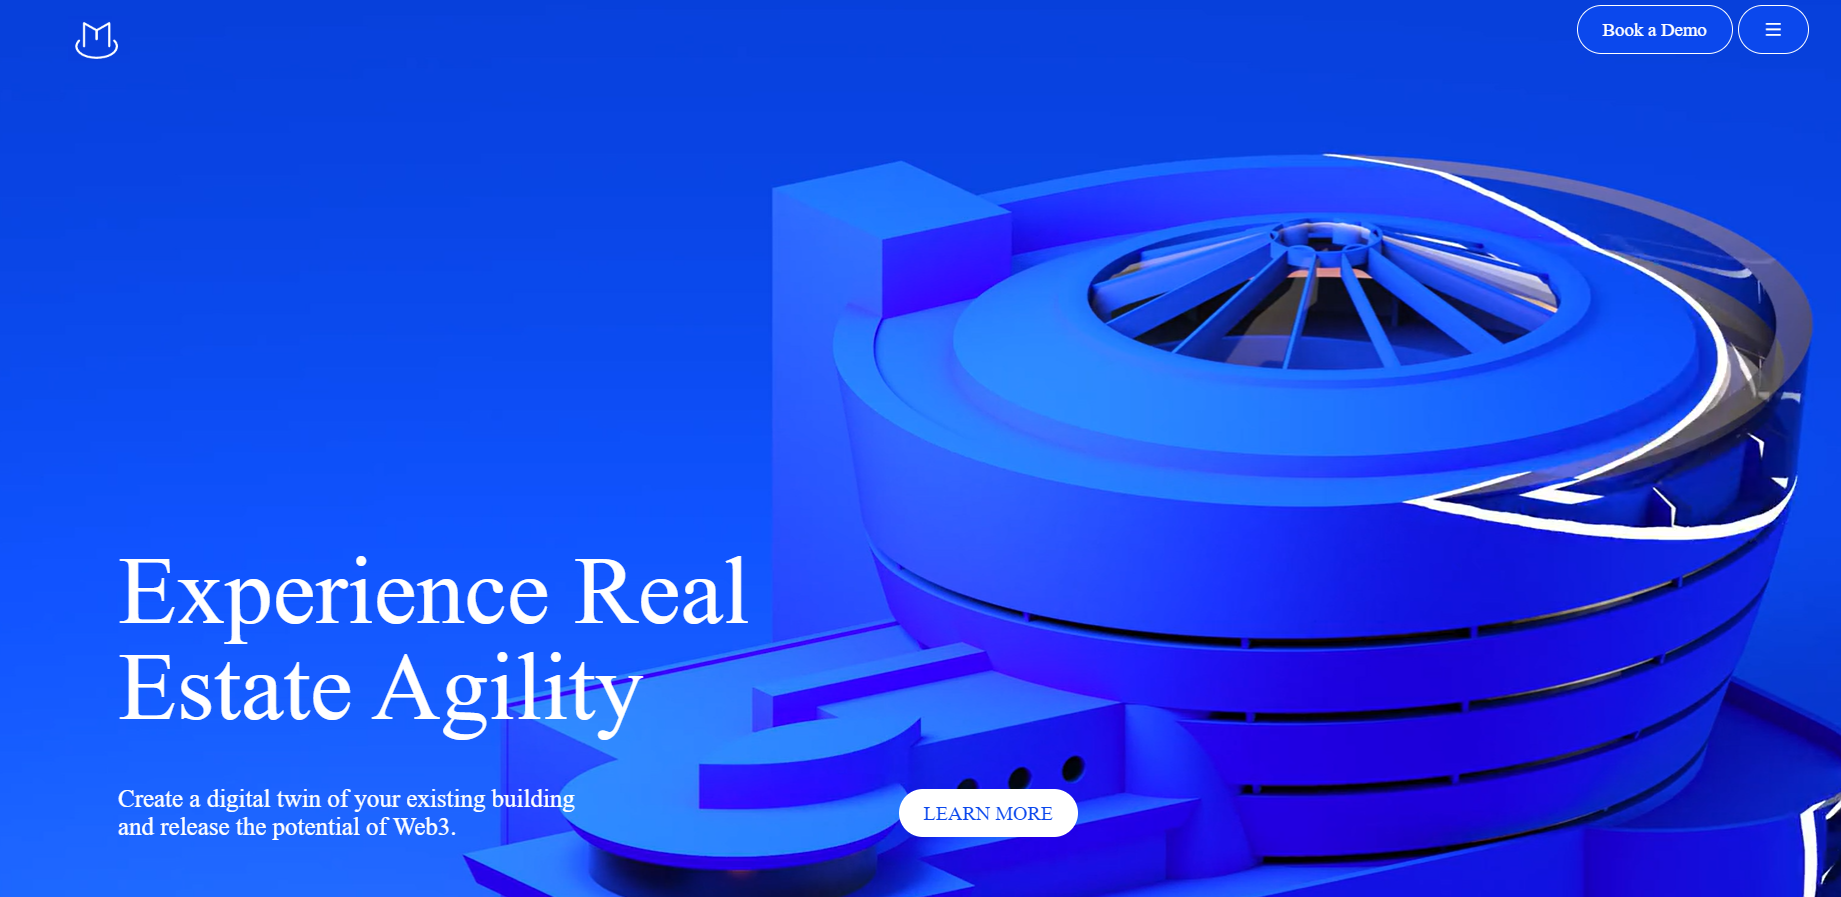 Book a Demo
Experience Real
Estate Agility
Create a digital twin of your existing building
and release the potential of Web3.
LEARN MORE